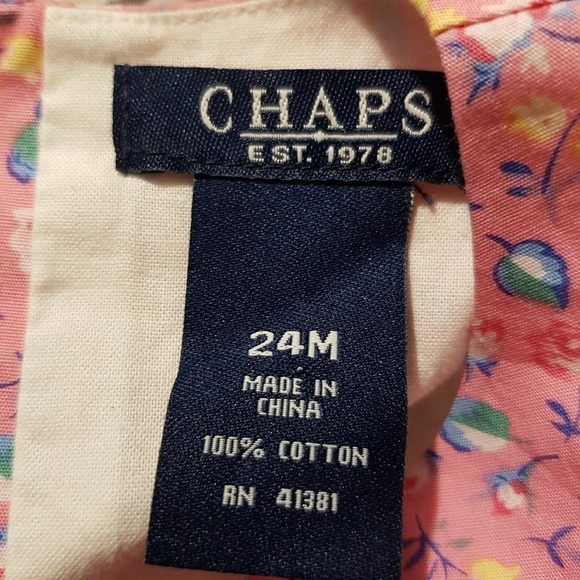 CHAPS
EST. 1978
24M
MADE IN
CHINA
100% COTTON
RN 41381